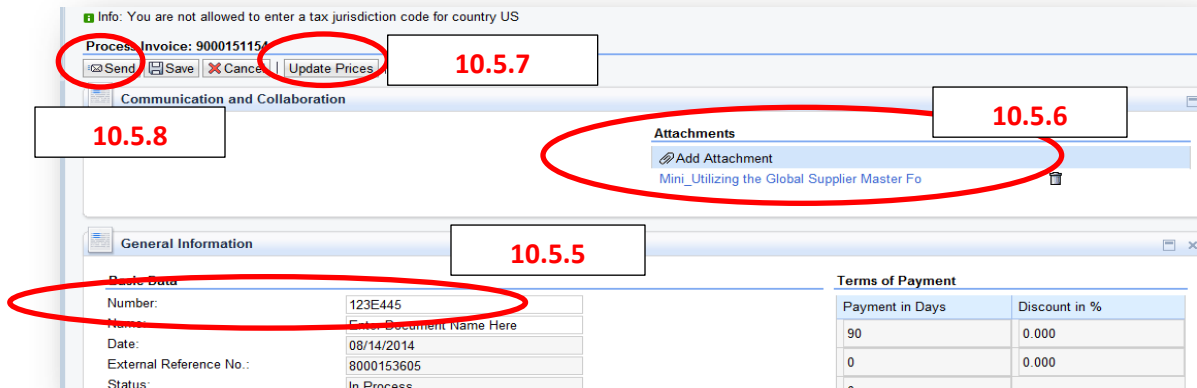 Info: You are not allowed to enter a tax jurisdiction code for country US
Process Invoice: 9000151154
Send Save Cancel | Update Prices
10.5.7
Communication and Collaboration
10.5.6
10.5.8
Attachments
Add Attachment
Mini_Utilizing the Global Supplier Master Fo
General Information
10.5.5
Basic Data
Terms of Payment
Number: 123E445
Payment in Days Discount in %
Name: Enter Document Name Here
90 0.000
Date: 08/14/2014
External Reference No.: 8000153605
0 0.000
Status: In Process